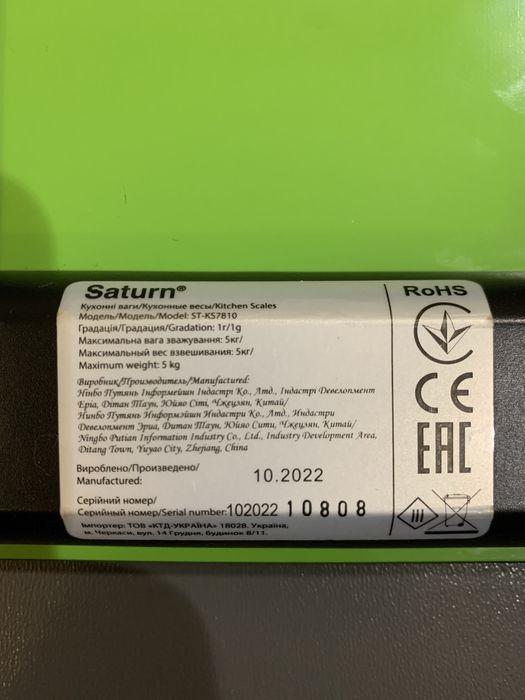 Saturn®
Кухонні ваги/Кухонные весы/Kitchen Scales
Модель/Модель/Model: ST-KS7810
Градація/Градация/Gradation: 1г/1g
Максимальна вага зважування: 5кг/
Максимальный вес взвешивания: 5кг/
Maximum weight: 5 kg
Виробник/Производитель/Manufactured:
Нінбо Путянь Інформейшин Індастрі Ко., Лтд., Індастрі Девелопмент
Еріа, Дітан Таун, Юйяо Сіті, Чжецзян, Китай/
Нинбо Путянь Информэйшн Индастри Ко., Лтд., Индастри
Девелопмент Эриа, Дитан Таун, Юйяо Сити, Чжецзян, Китай/
Ningbo Putian Information Industry Co., Ltd., Industry Development Area,
Ditang Town, Yuyao City, Zhejiang, China
Вироблено/Произведено/
Manufactured: 10.2022
Серійний номер/
Серийный номер/Serial number: 102022 10808
Імпортер: ТОВ «КТД-УКРАЇНА» 18028. Україна,
м. Черкаси, вул. 14 Грудня, будинок 8/11.
RoHS
CE
EAC
III